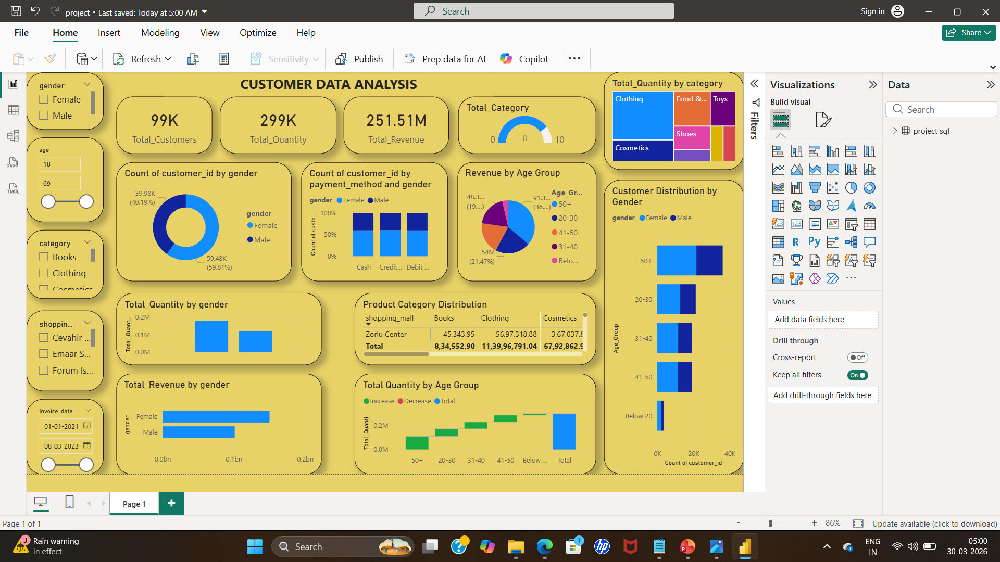 project • Last saved: Today at 5:00 AM
Search
Sign in
File Home Insert Modeling View Optimize Help
Share
Refresh
Sensitivity
Publish
Prep data for AI
Copilot
gender
Female
Male
age
18
69
category
Books
Clothing
Cosmetics
shoppin...
Cevahir ...
Emaar S...
Forum Is...
invoice_date
01-01-2021
08-03-2023
CUSTOMER DATA ANALYSIS
99K
Total_Customers
299K
Total_Quantity
251.51M
Total_Revenue
Total_Category
0
8
10
Total_Quantity by category
Clothing
Food &...
Toys
Shoes
Cosmetics
Count of customer_id by gender
39.98K
(40.19%)
59.48K
(59.81%)
gender
Female
Male
Count of customer_id by
payment_method and gender
gender Female Male
Count of custo...
100%
50%
0%
Cash Credit... Debit ...
Revenue by Age Group
48.3...
(19....)
91.3...
(36....)
54M
(21.47%)
Age_Gr...
50+
20-30
41-50
31-40
Belo...
Customer Distribution by
Gender
gender Female Male
Age_Group
50+
20-30
31-40
41-50
Below 20
0K 20K 40K
Count of customer_id
Total_Quantity by gender
Total_Quant...
0.2M
0.1M
0.0M
Product Category Distribution
shopping_mall Books Clothing Cosmetics
Zorlu Center 45,343.95 56,97,318.88 3,67,037.8
Total 8,34,552.90 11,39,96,791.04 67,92,862.9
Total_Revenue by gender
gender
Female
Male
0.0bn 0.1bn 0.2bn
Total Quantity by Age Group
Increase Decrease Total
Total_Quanti...
0.2M
0.0M
50+ 20-30 31-40 41-50 Below ... Total
Filters
Visualizations
Build visual
123
123
R
Py
Values
Add data fields here
Drill through
Cross-report
Off
Keep all filters
On
Add drill-through fields here
Data
Search
project sql
DAX
TMDL
Page 1
Page 1 of 1
- + 86%
Update available (click to download)
3
Rain warning
In effect
Search
1
hp
ENG
IN
05:00
30-03-2026